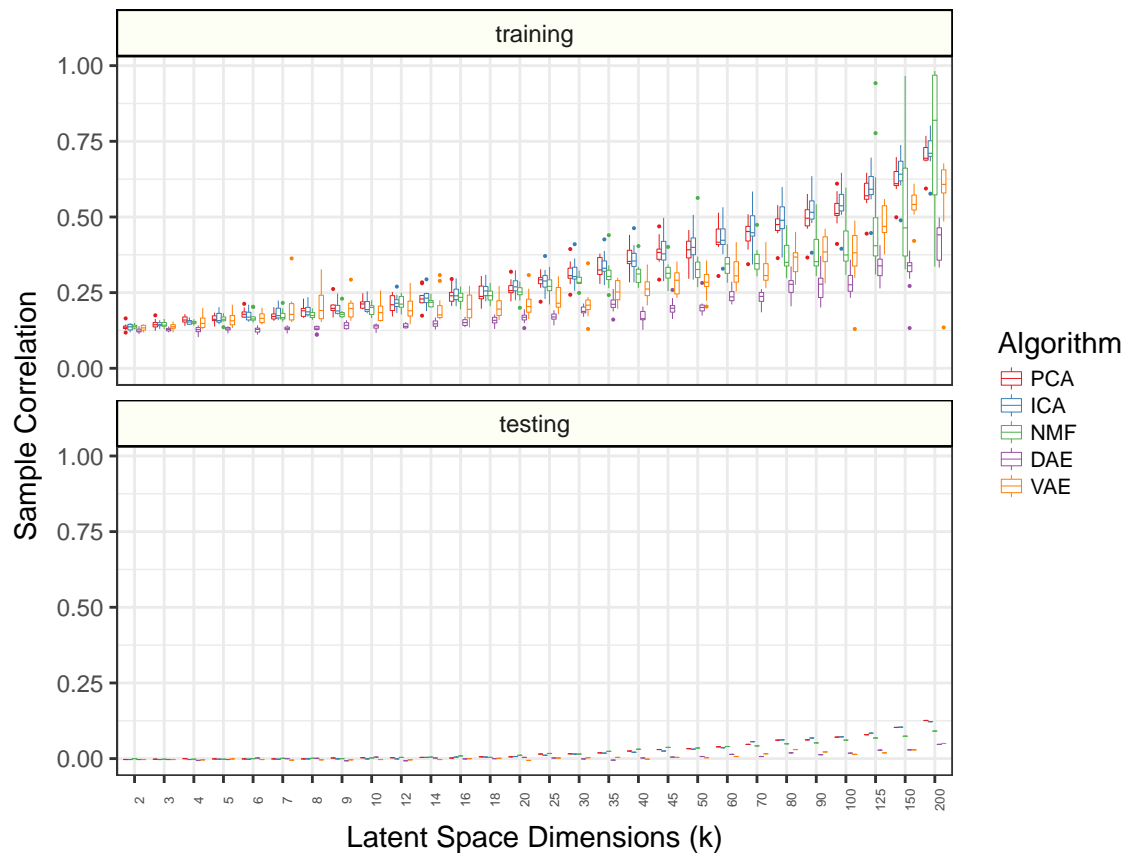 training
1.00
0.75
0.50
0.25
0.00
testing
1.00
0.75
0.50
0.25
0.00
Sample Correlation
2 3 4 5 6 7 8 9 10 12 14 16 18 20 25 30 35 40 45 50 60 70 80 90 100 125 150 200
Latent Space Dimensions (k)
Algorithm
PCA
ICA
NMF
DAE
VAE